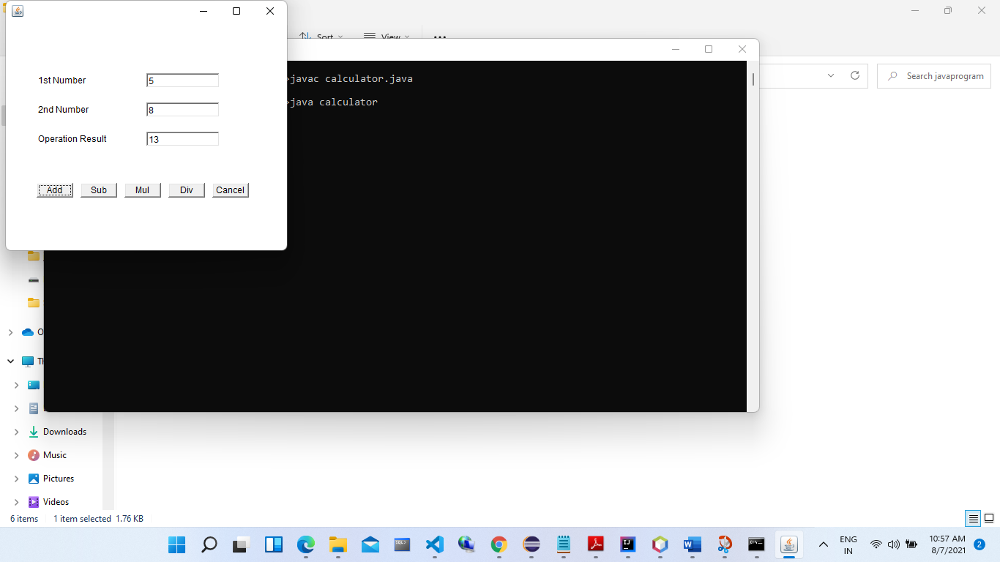 Sort
View
1st Number
5
>javac calculator.java
Search javaprogram
2nd Number
8
>java calculator
Operation Result
13
Add
Sub
Mul
Div
Cancel
Downloads
Music
Pictures
Videos
6 items
1 item selected 1.76 KB
ENG
IN
10:57 AM
8/7/2021
2